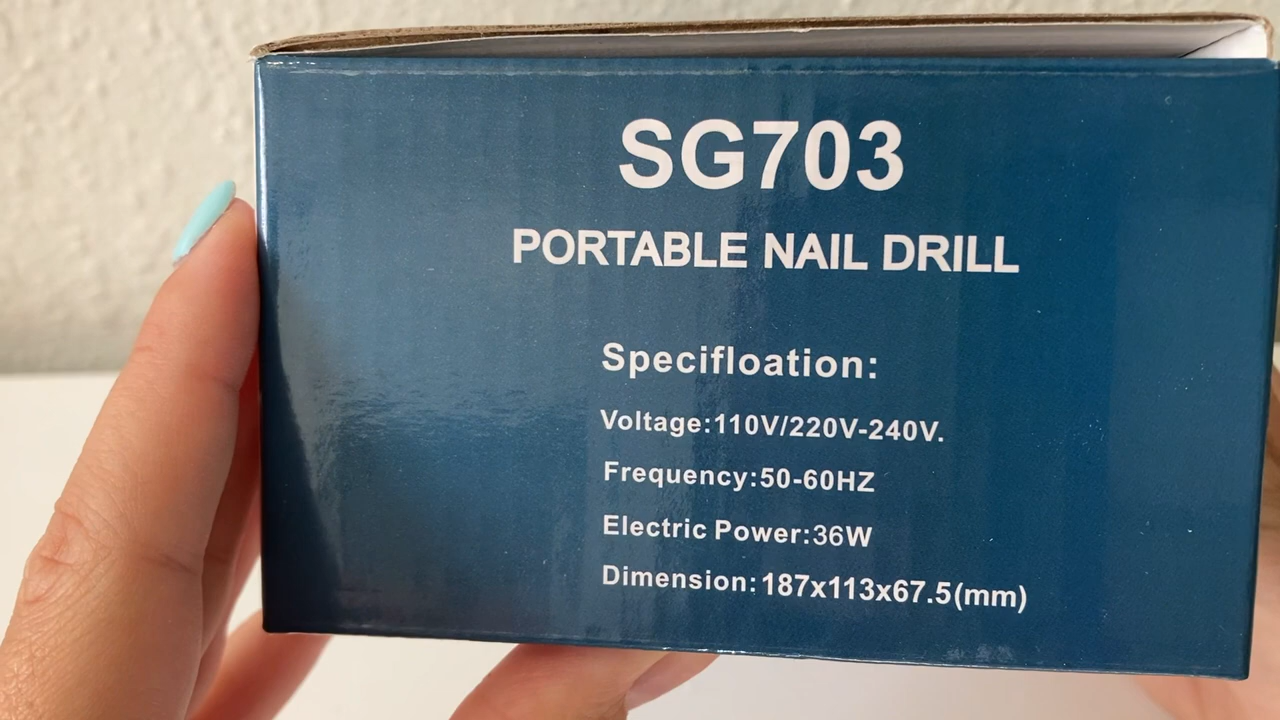 SG703
PORTABLE NAIL DRILL
Specifloation:
Voltage:110V/220V-240V.
Frequency:50-60HZ
Electric Power:36W
Dimension:187x113x67.5(mm)